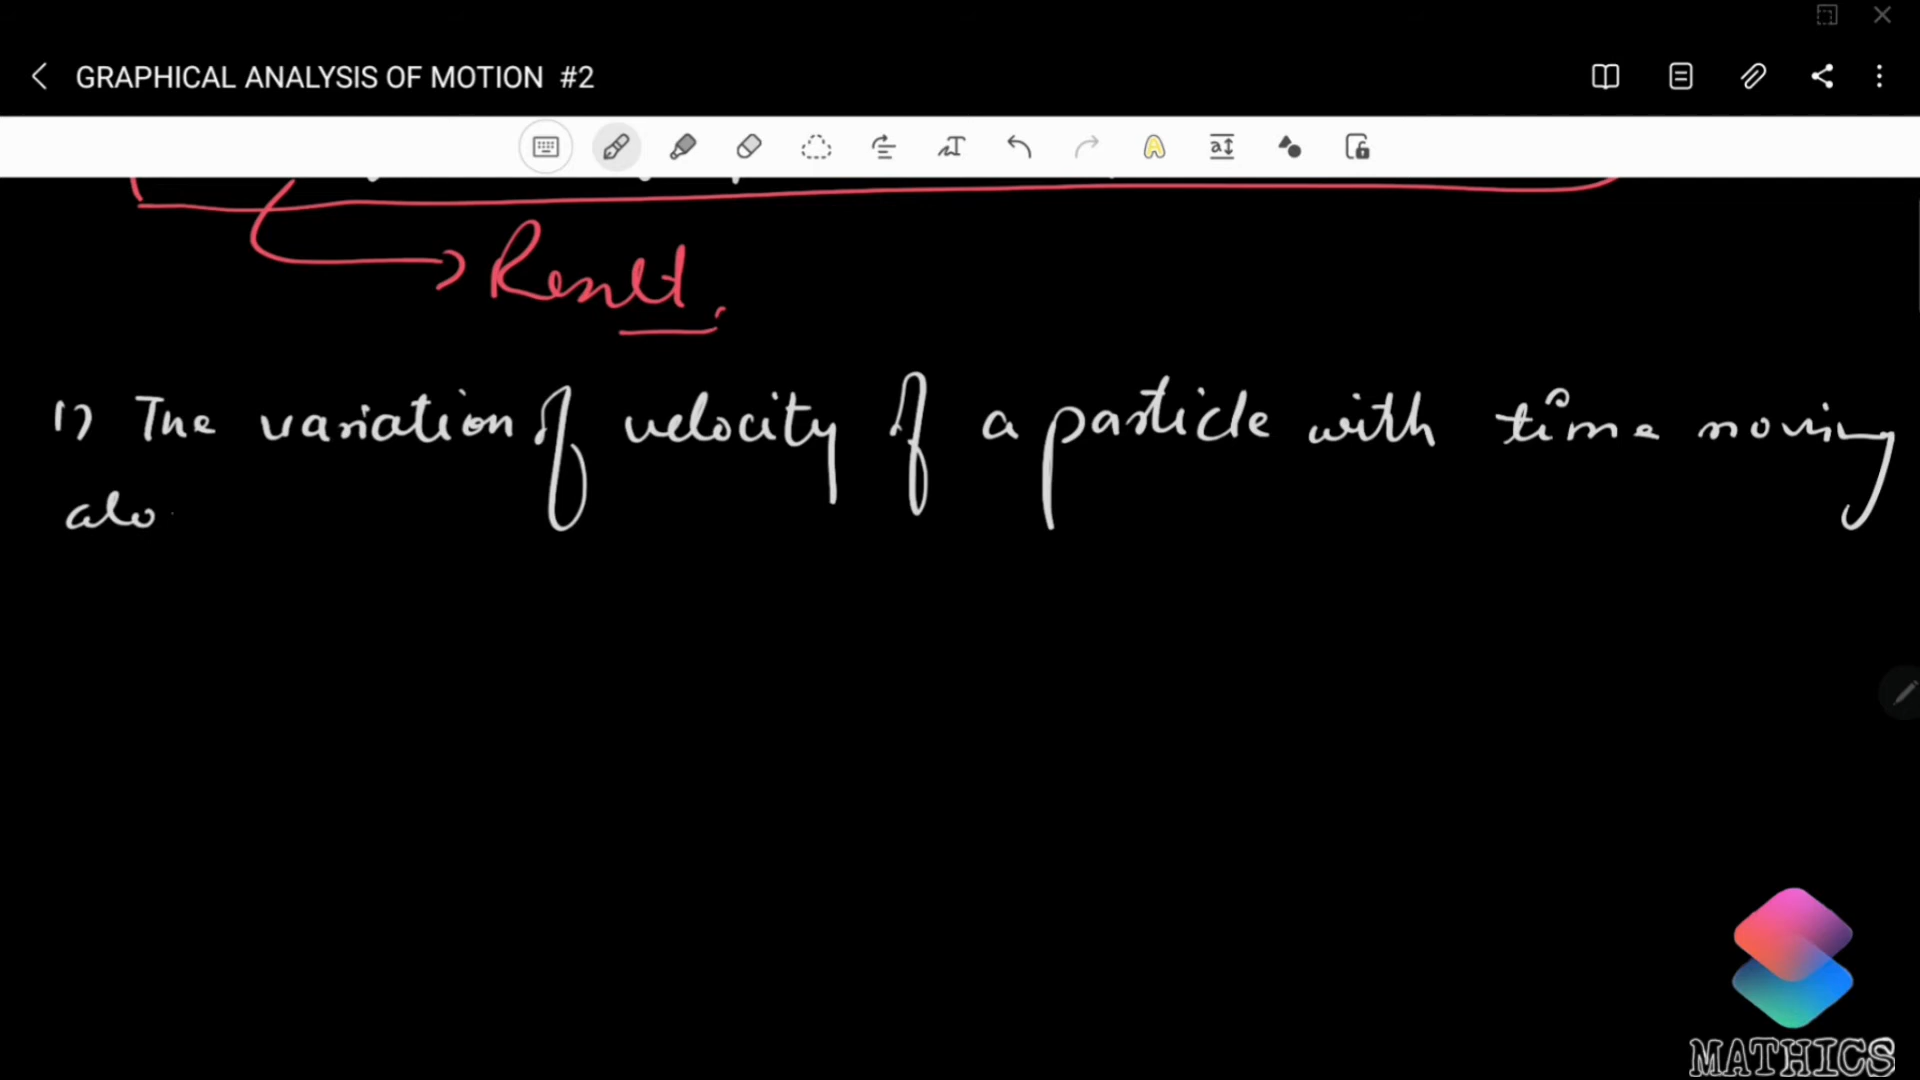 GRAPHICAL ANALYSIS OF MOTION #2
Result.
1) The variation of velocity of a particle with time moving
alo
MATHICS